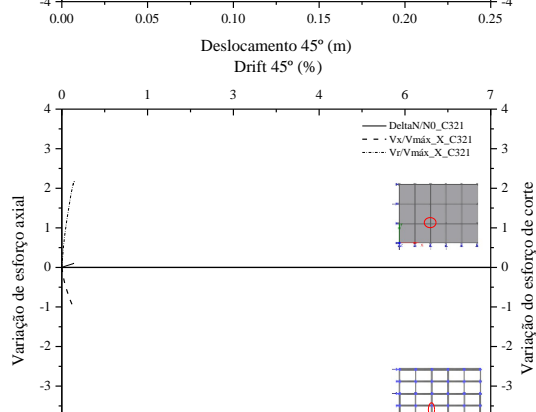 -4 -4
0.00 0.05 0.10 0.15 0.20 0.25
Deslocamento 45º (m)
Drift 45º (%)
0 1 3 4 6 7
4 4
DeltaN/N0_C321
Vx/Vmáx_X_C321
Vr/Vmáx_X_C321
3 3
2 2
1 1
0 0
-1 -1
-2 -2
-3 -3
Variação de esforço axial
Variação do esforço de corte